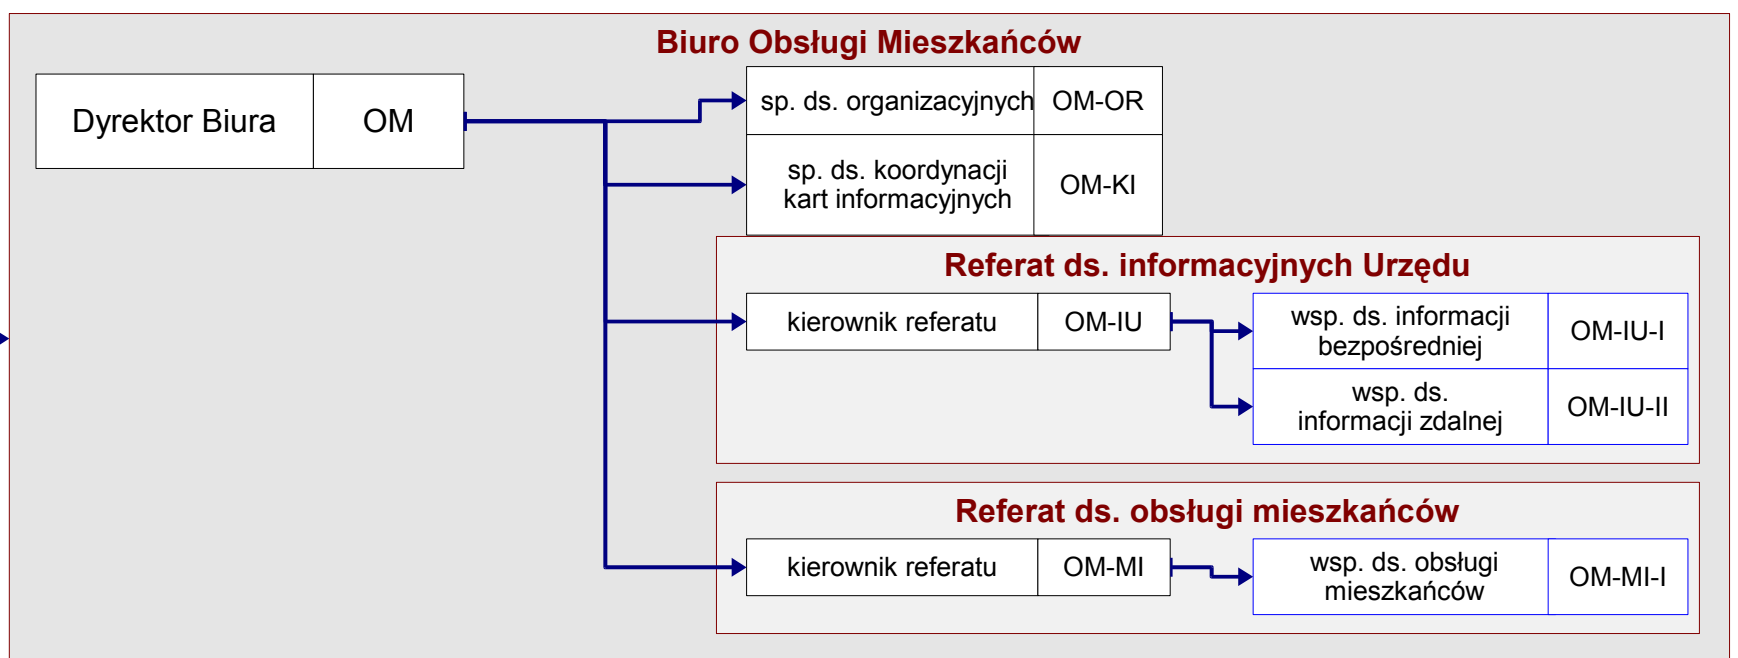 Biuro Obsługi Mieszkańców
Dyrektor Biura OM
sp. ds. organizacyjnych OM-OR
sp. ds. koordynacji
kart informacyjnych
OM-KI
Referat ds. informacyjnych Urzędu
kierownik referatu OM-IU
wsp. ds. informacji
bezpośredniej
OM-IU-I
wsp. ds.
informacji zdalnej
OM-IU-II
Referat ds. obsługi mieszkańców
kierownik referatu OM-MI
wsp. ds. obsługi
mieszkańców
OM-MI-I